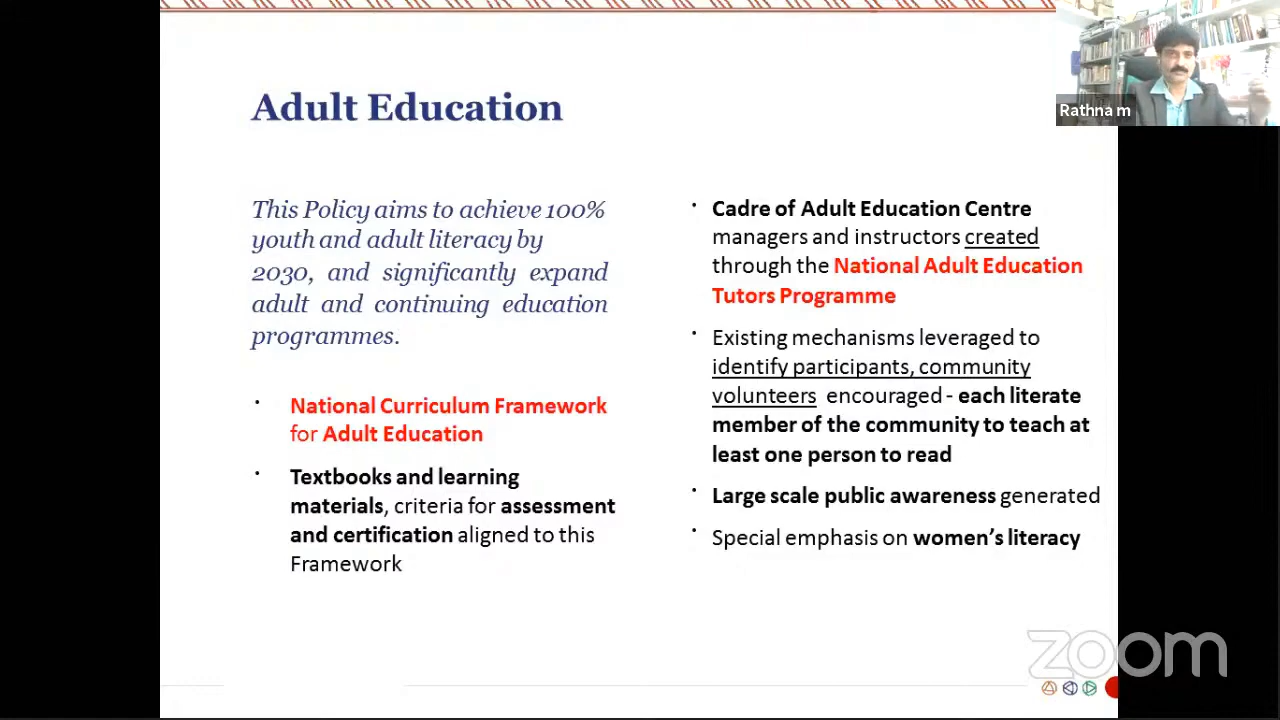 Adult Education
This Policy aims to achieve 100%
youth and adult literacy by
2030, and significantly expand
adult and continuing education
programmes.
· National Curriculum Framework
for Adult Education
· Textbooks and learning
materials, criteria for assessment
and certification aligned to this
Framework
· Cadre of Adult Education Centre
managers and instructors created
through the National Adult Education
Tutors Programme
· Existing mechanisms leveraged to
identify participants, community
volunteers encouraged - each literate
member of the community to teach at
least one person to read
· Large scale public awareness generated
· Special emphasis on women’s literacy
Rathna m
zoom